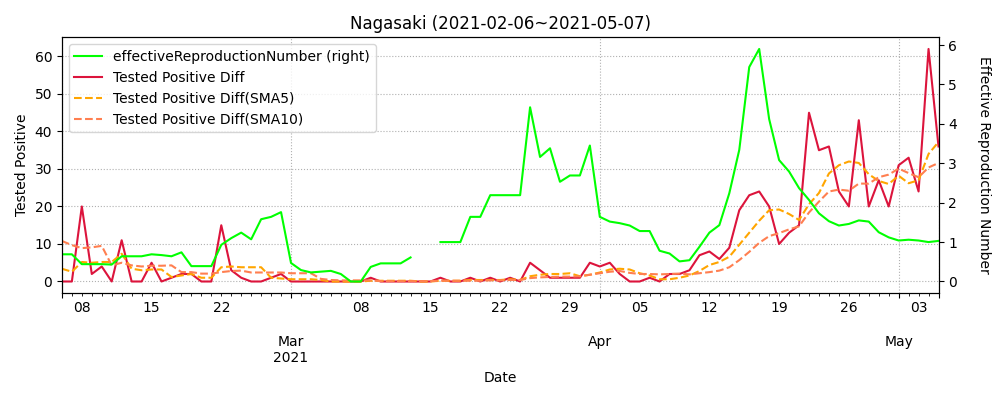 Nagasaki (2021-02-06~2021-05-07)
effectiveReproductionNumber (right)
Tested Positive Diff
Tested Positive Diff(SMA5)
Tested Positive Diff(SMA10)
Tested Positive
60
50
40
30
20
10
0
Effective Reproduction Number
6
5
4
3
2
1
0
08 15 22 08 15 22 29 05 12 19 26 03
Mar Apr May
2021
Date